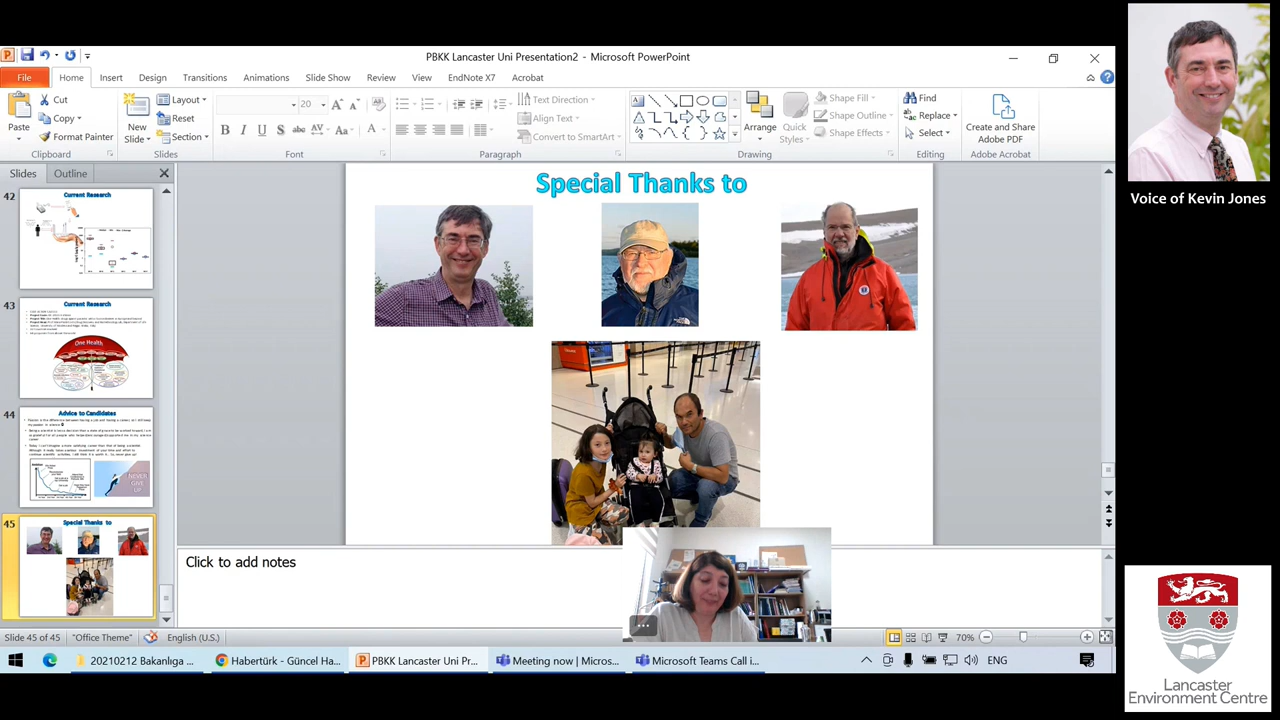 PBKK Lancaster Uni Presentation2 - Microsoft PowerPoint
File Home Insert Design Transitions Animations Slide Show Review View EndNote X7 Acrobat
Paste
Cut
Copy
Format Painter
Clipboard
New
Slide
Layout
Reset
Section
Slides
20
Font
Paragraph
Text Direction
Align Text
Convert to SmartArt
Arrange
Quick
Styles
Shape Fill
Shape Outline
Shape Effects
Drawing
Find
Replace
Select
Editing
Create and Share
Adobe PDF
Adobe Acrobat
Slides Outline
42
Current Research
43
Current Research
One Health
44
Advice to Candidates
NEVER
GIVE
UP
45
Special Thanks to
Special Thanks to
Click to add notes
Slide 45 of 45 "Office Theme" English (U.S.) 70%
20210212 Bakanlıga ... Habertürk - Güncel Ha... PBKK Lancaster Uni Pr... Meeting now | Micros... Microsoft Teams Call i... ENG
Voice of Kevin Jones
Lancaster
Environment Centre